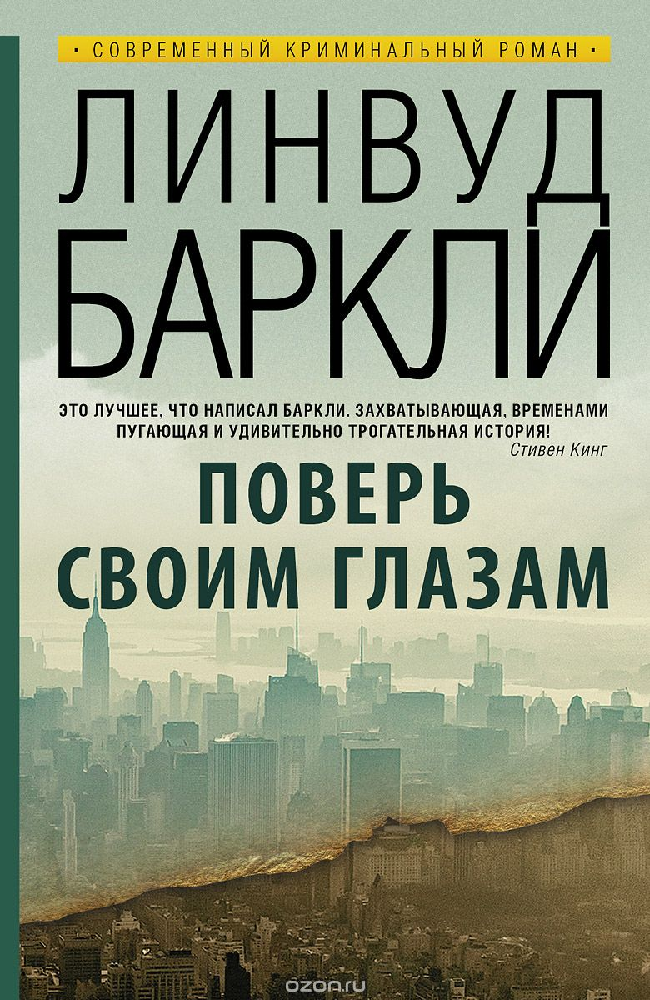 · СОВРЕМЕННЫЙ КРИМИНАЛЬНЫЙ РОМАН ·
ЛИНВУД
БАРКЛИ
ЭТО ЛУЧШЕЕ, ЧТО НАПИСАЛ БАРКЛИ. ЗАХВАТЫВАЮЩАЯ, ВРЕМЕНАМИ
ПУГАЮЩАЯ И УДИВИТЕЛЬНО ТРОГАТЕЛЬНАЯ ИСТОРИЯ!
Стивен Кинг
ПОВЕРЬ
СВОИМ ГЛАЗАМ
ozon.ru